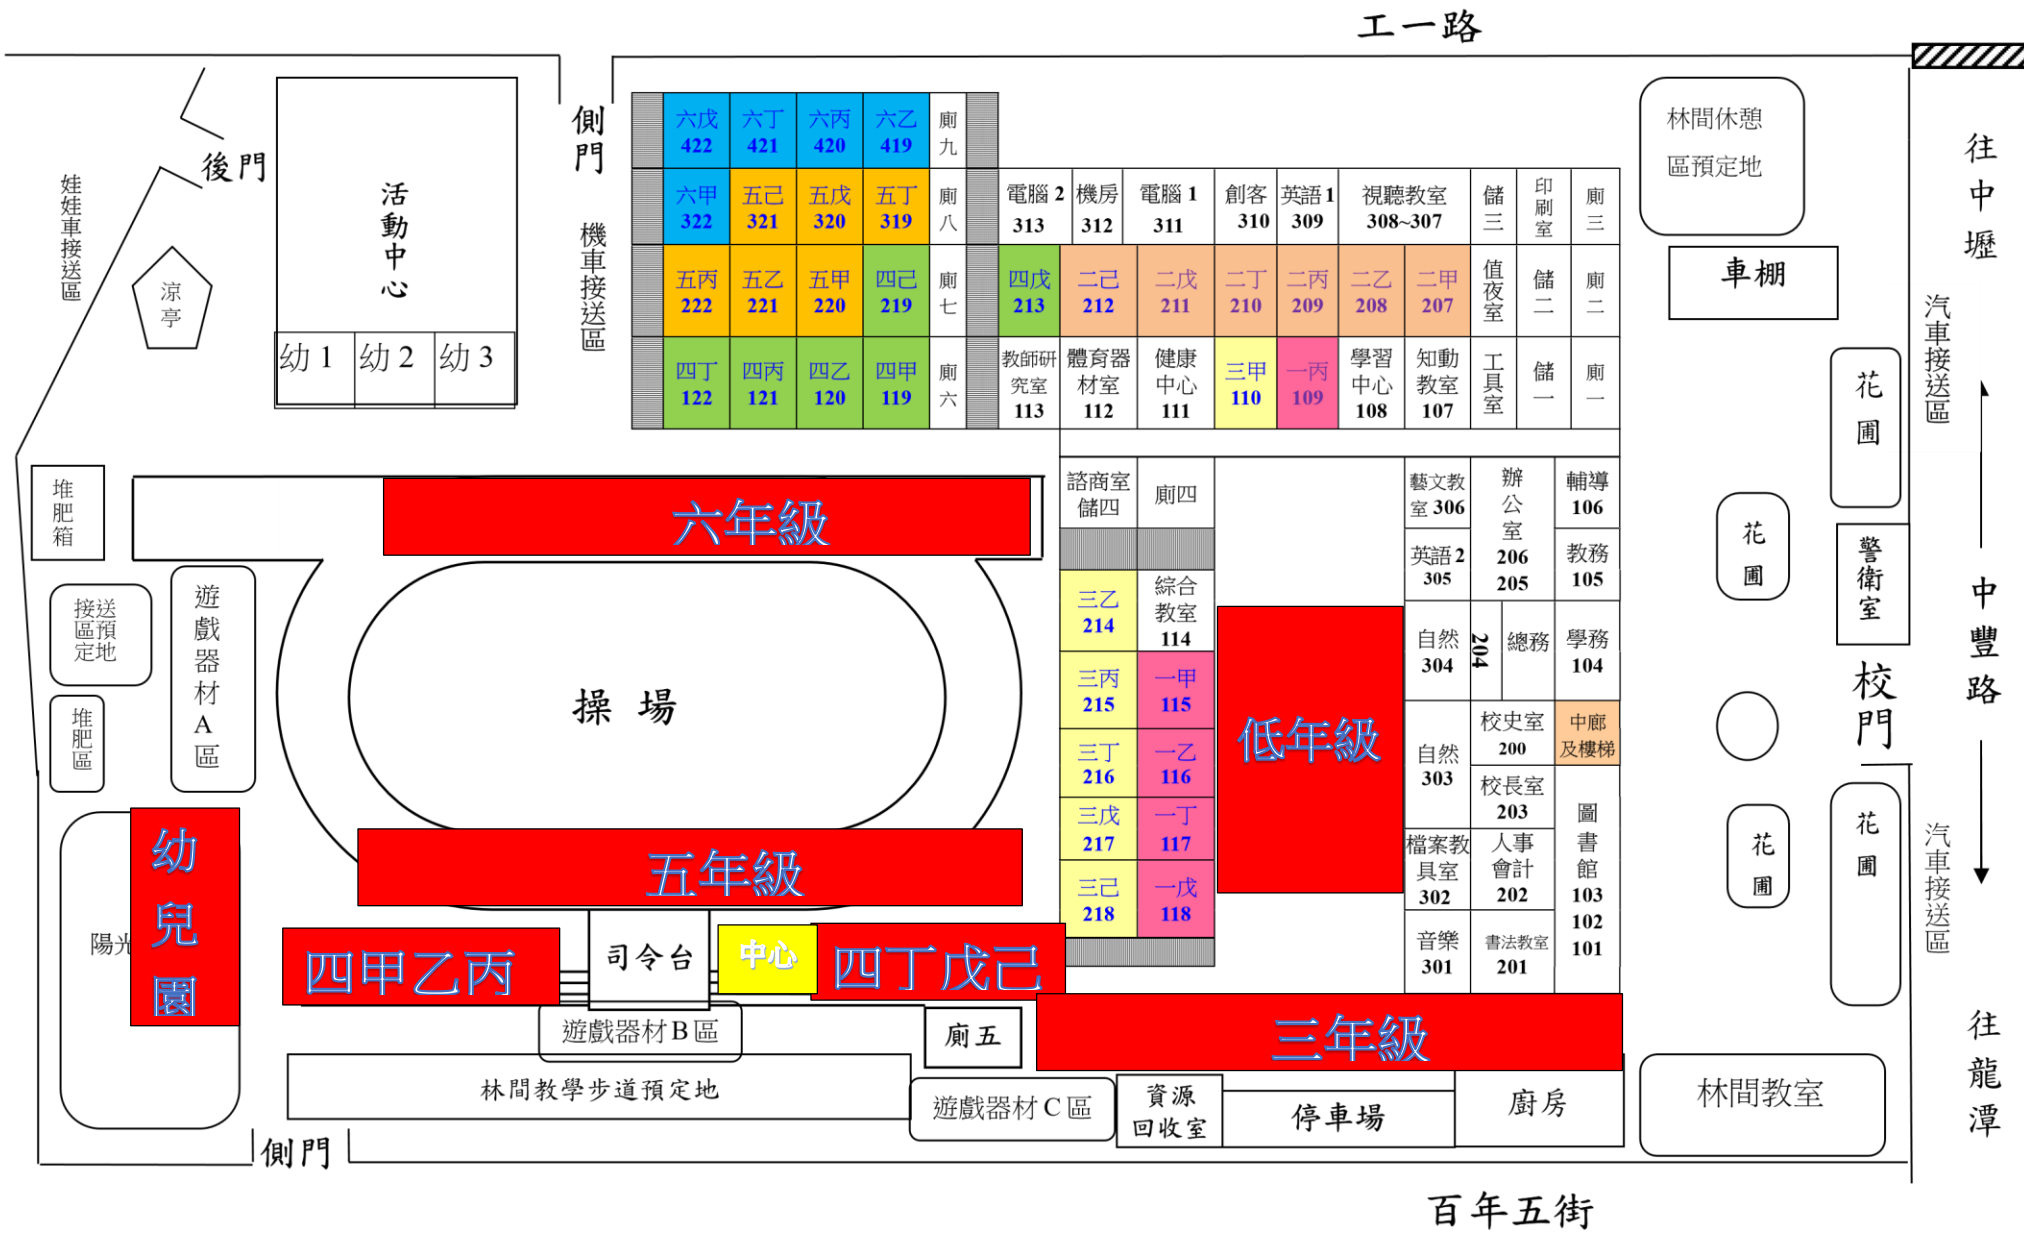 工一路
側門
六戊 六丁 六丙 六乙 廁九
422 421 420 419
後門
活動中心
娃娃車接送區
機車接送區
六甲 五己 五戊 五丁 廁八
322 321 320 319
電腦 2 機房 電腦 1 創客 英語 1 視聽教室 儲三 印刷室 廁三
313 312 311 310 309 308~307
五丙 五乙 五甲 四己 廁七
222 221 220 219
四戊 二己 二戊 二丁 二丙 二乙 二甲 值夜室 儲二 廁二
213 212 211 210 209 208 207
四丁 四丙 四乙 四甲 廁六
122 121 120 119
教師研究室 體育器材室 健康中心 三甲 一丙 學習中心 知動教室 工具室 儲一 廁一
113 112 111 110 109 108 107
涼亭
幼 1 幼 2 幼 3
林間休憩
區預定地
車棚
往中壢
汽車接送區
花圃
堆肥箱
六年級
諮商室
儲四
廁四
藝文教
室 306
辦公室
206
205
輔導
106
英語 2
305
教務
105
花圃
警衛室
中豐路
接送
區預
定地
遊戲器材A區
操場
三乙
214
綜合
教室
114
自然
304
204
總務
學務
104
校門
堆肥區
三丙
215
一甲
115
低年級
校史室
200
中廊
及樓梯
三丁
216
一乙
116
自然
303
校長室
203
三戊
217
一丁
117
檔案教
具室
302
人事
會計
202
圖書館
103
102
101
花圃
花圃
汽車接送區
幼兒園
陽光
五年級
三己
218
一戊
118
音樂
301
書法教室
201
四甲乙丙
司令台
中心
四丁戊己
三年級
遊戲器材B區
廁五
往龍潭
林間教學步道預定地
遊戲器材C區
資源
回收室
停車場
廚房
林間教室
側門
百年五街